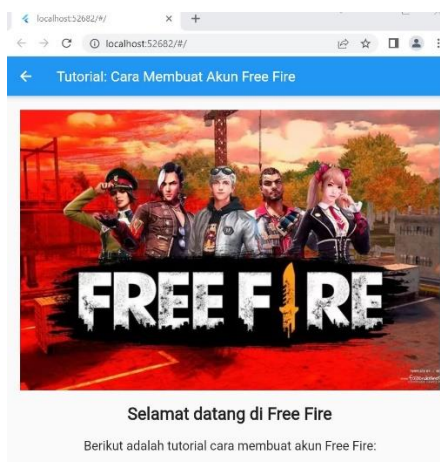 localhost:52682/#/
localhost:52682/#/
Tutorial: Cara Membuat Akun Free Fire
FREE FIRE
Selamat datang di Free Fire
Berikut adalah tutorial cara membuat akun Free Fire: